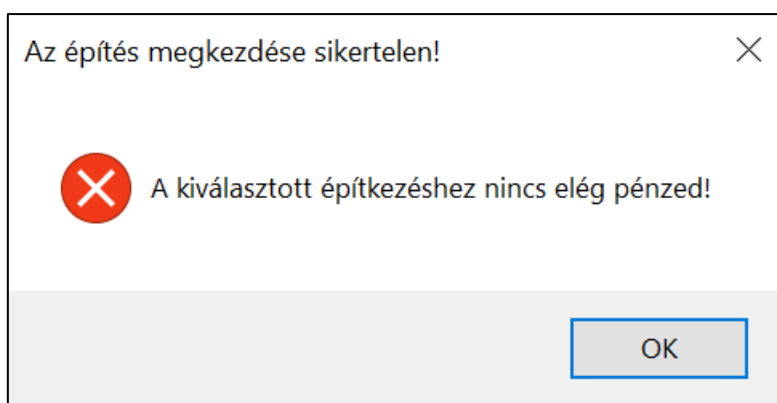 Az építés megkezdése sikertelen!
A kiválasztott építkezéshez nincs elég pénzed!
OK